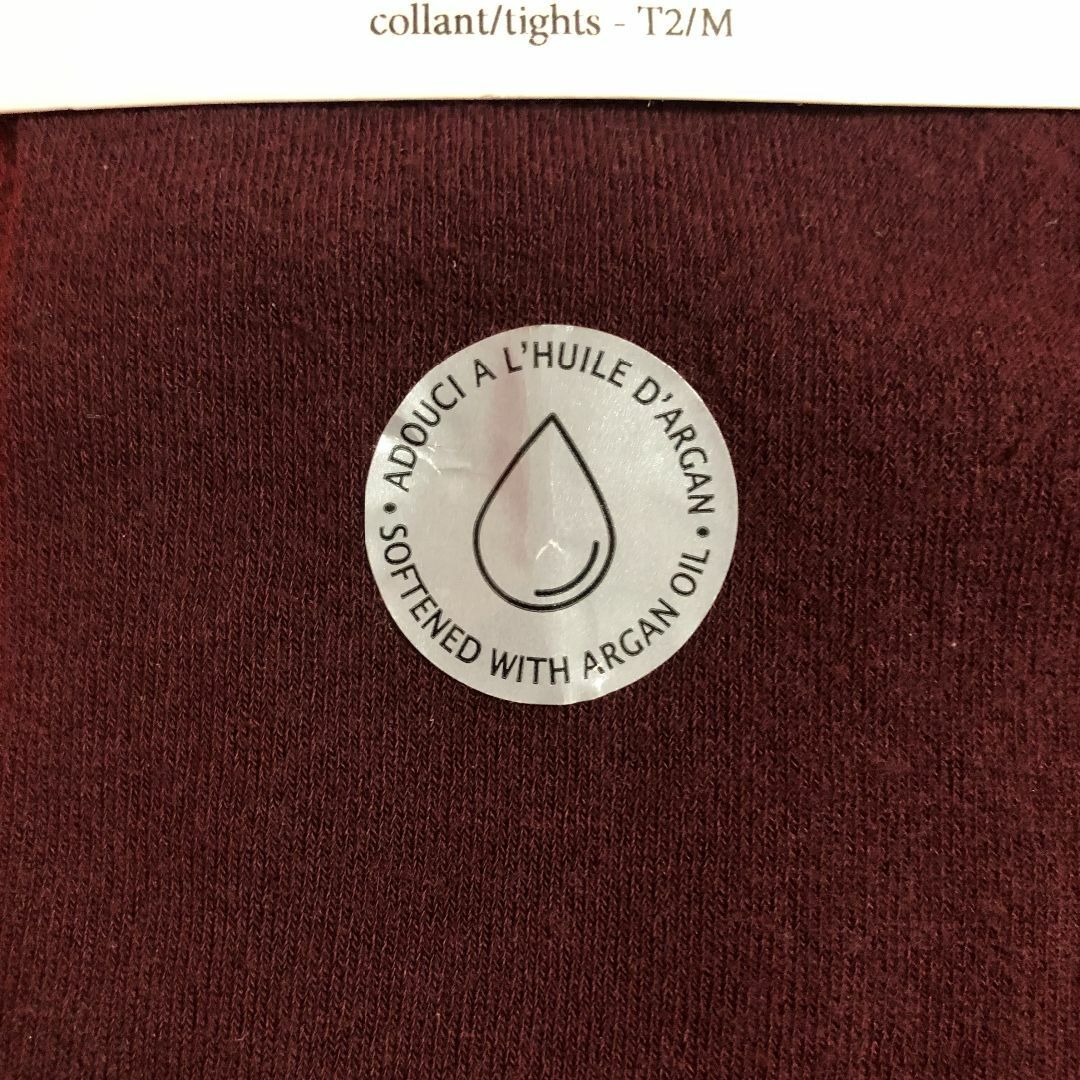 collant/tights - T2/M
• ADOUCI A L'HUILE D'ARGAN •
SOFTENED WITH ARGAN OIL